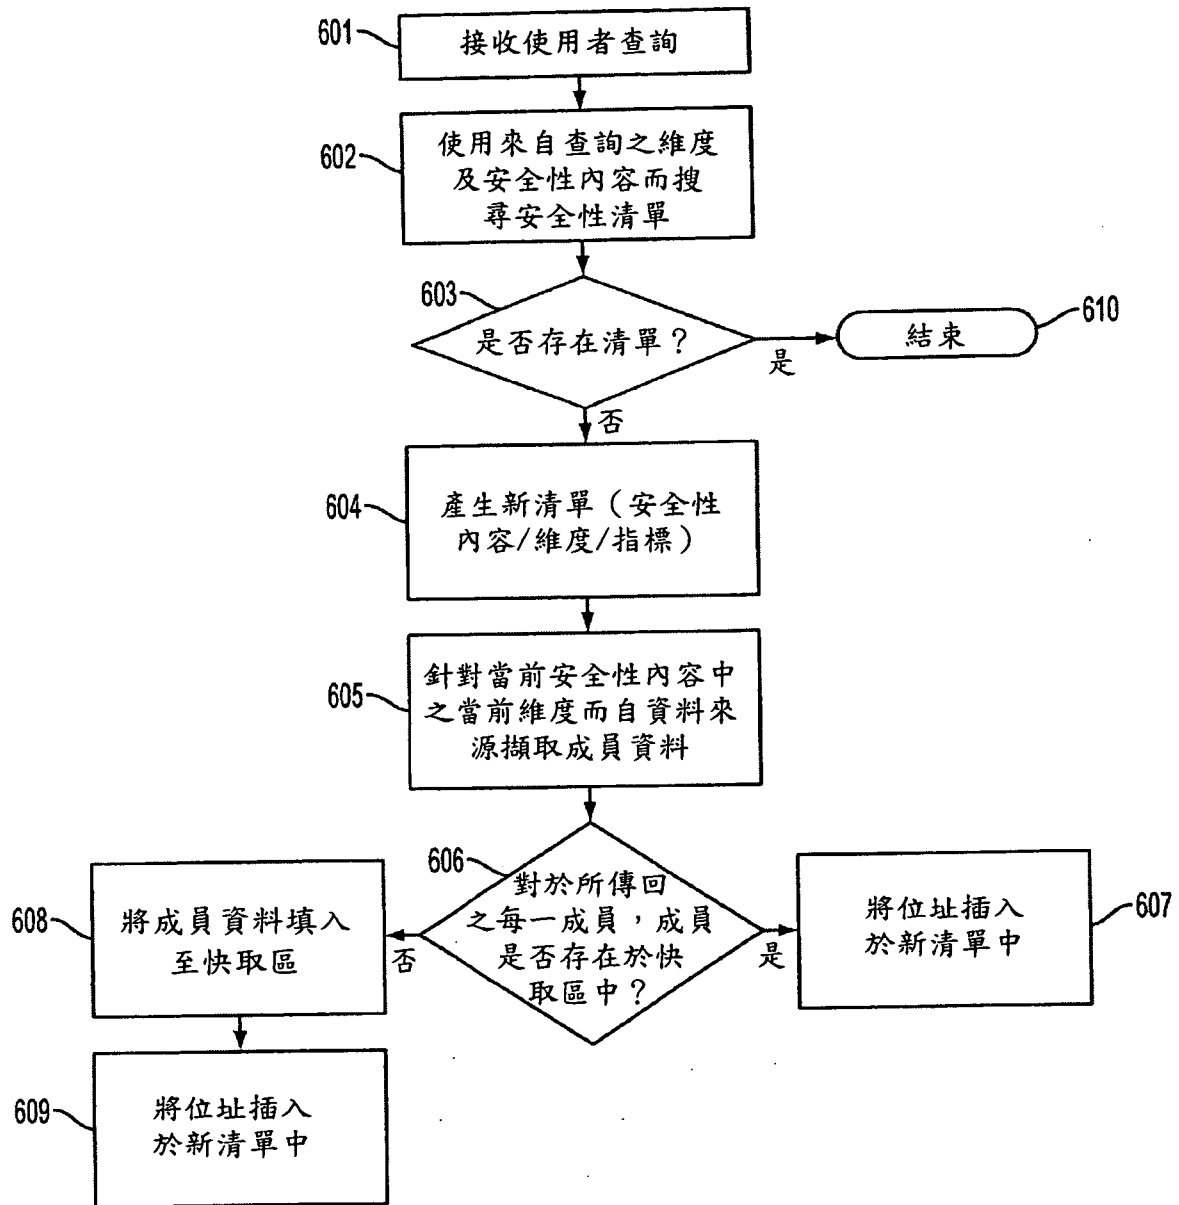 601
接收使用者查詢
602
使用來自查詢之維度
及安全性內容而搜
尋安全性清單
603
是否存在清單？
是
結束
610
否
604
產生新清單（安全性
內容/維度/指標）
605
針對當前安全性內容中
之當前維度而自資料來
源擷取成員資料
606
對於所傳回
之每一成員，成員
是否存在於快
取區中？
是
將位址插入
於新清單中
607
否
608
將成員資料填入
至快取區
609
將位址插入
於新清單中